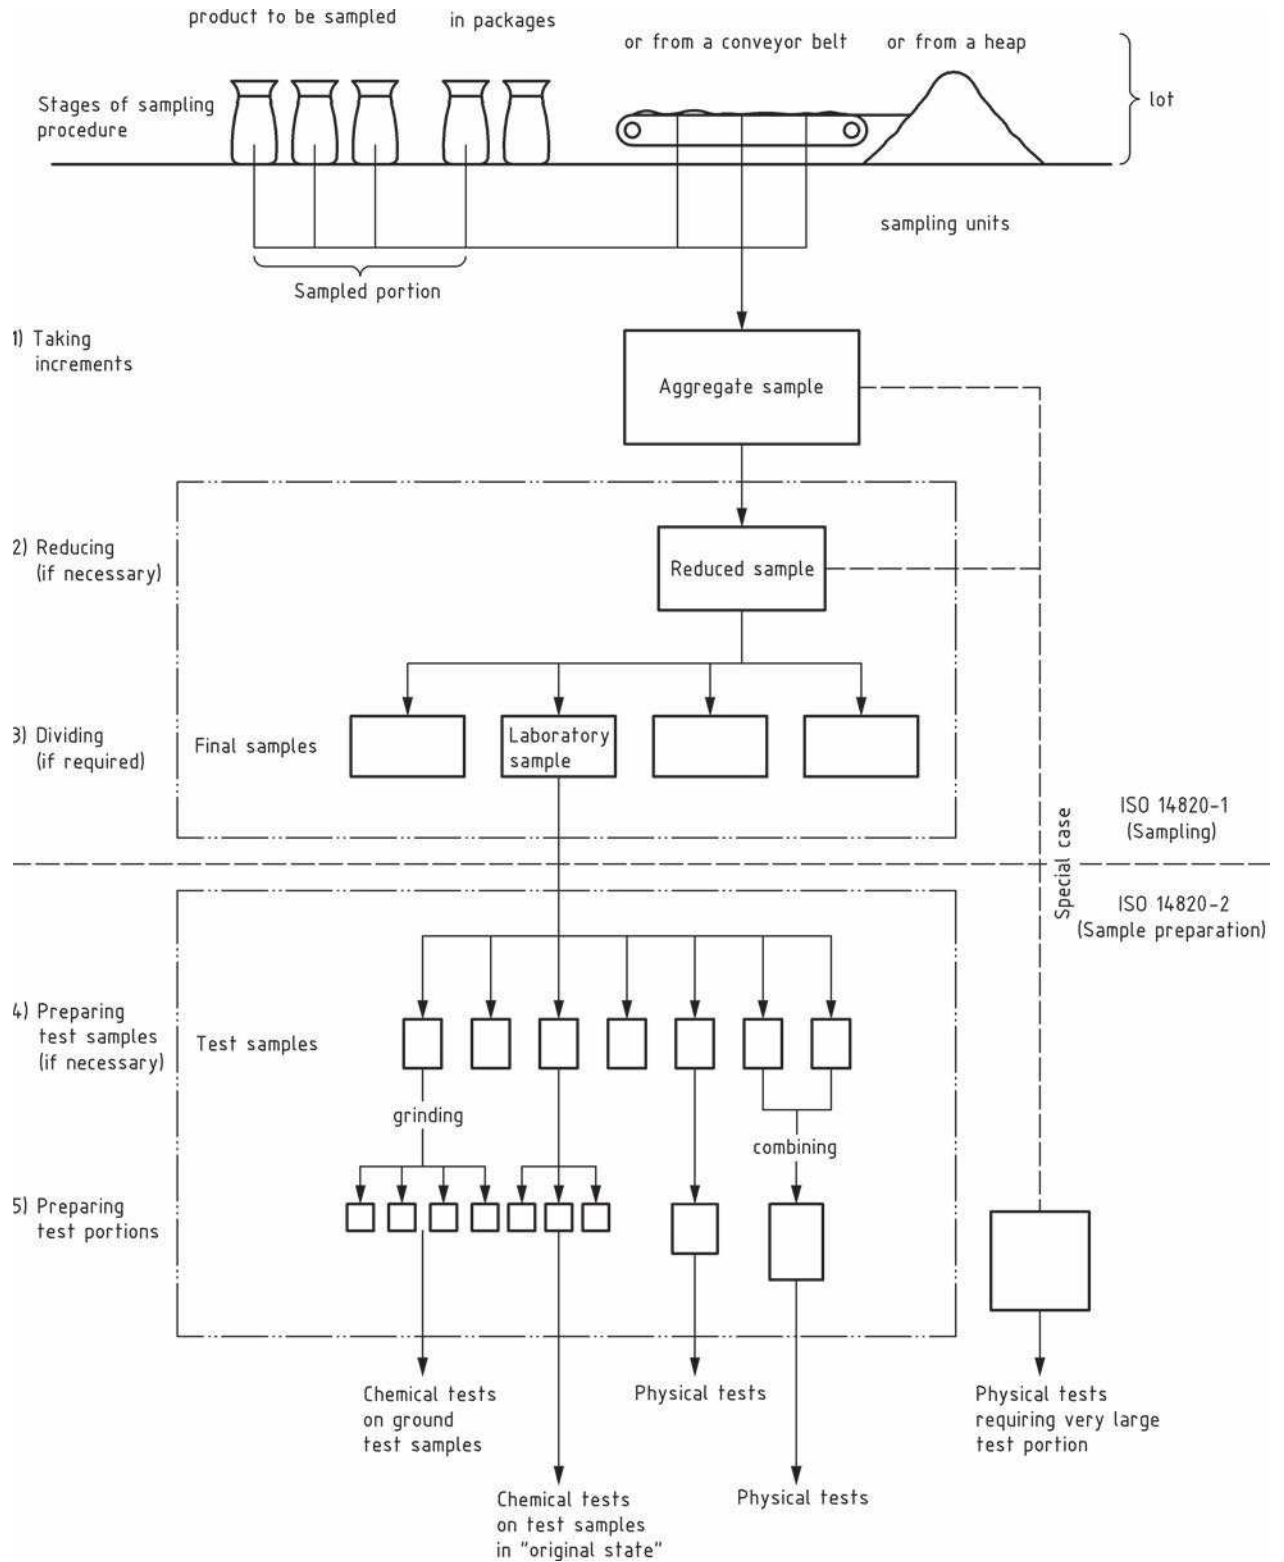 product to be sampled
in packages
or from a conveyor belt
or from a heap
lot
Stages of sampling
procedure
sampling units
Sampled portion
1) Taking
increments
Aggregate sample
2) Reducing
(if necessary)
Reduced sample
3) Dividing
(if required)
Final samples
Laboratory
sample
Special case
ISO 14820-1
(Sampling)
ISO 14820-2
(Sample preparation)
4) Preparing
test samples
(if necessary)
Test samples
grinding
combining
5) Preparing
test portions
Chemical tests
on ground
test samples
Physical tests
Physical tests
requiring very large
test portion
Chemical tests
on test samples
in "original state"
Physical tests